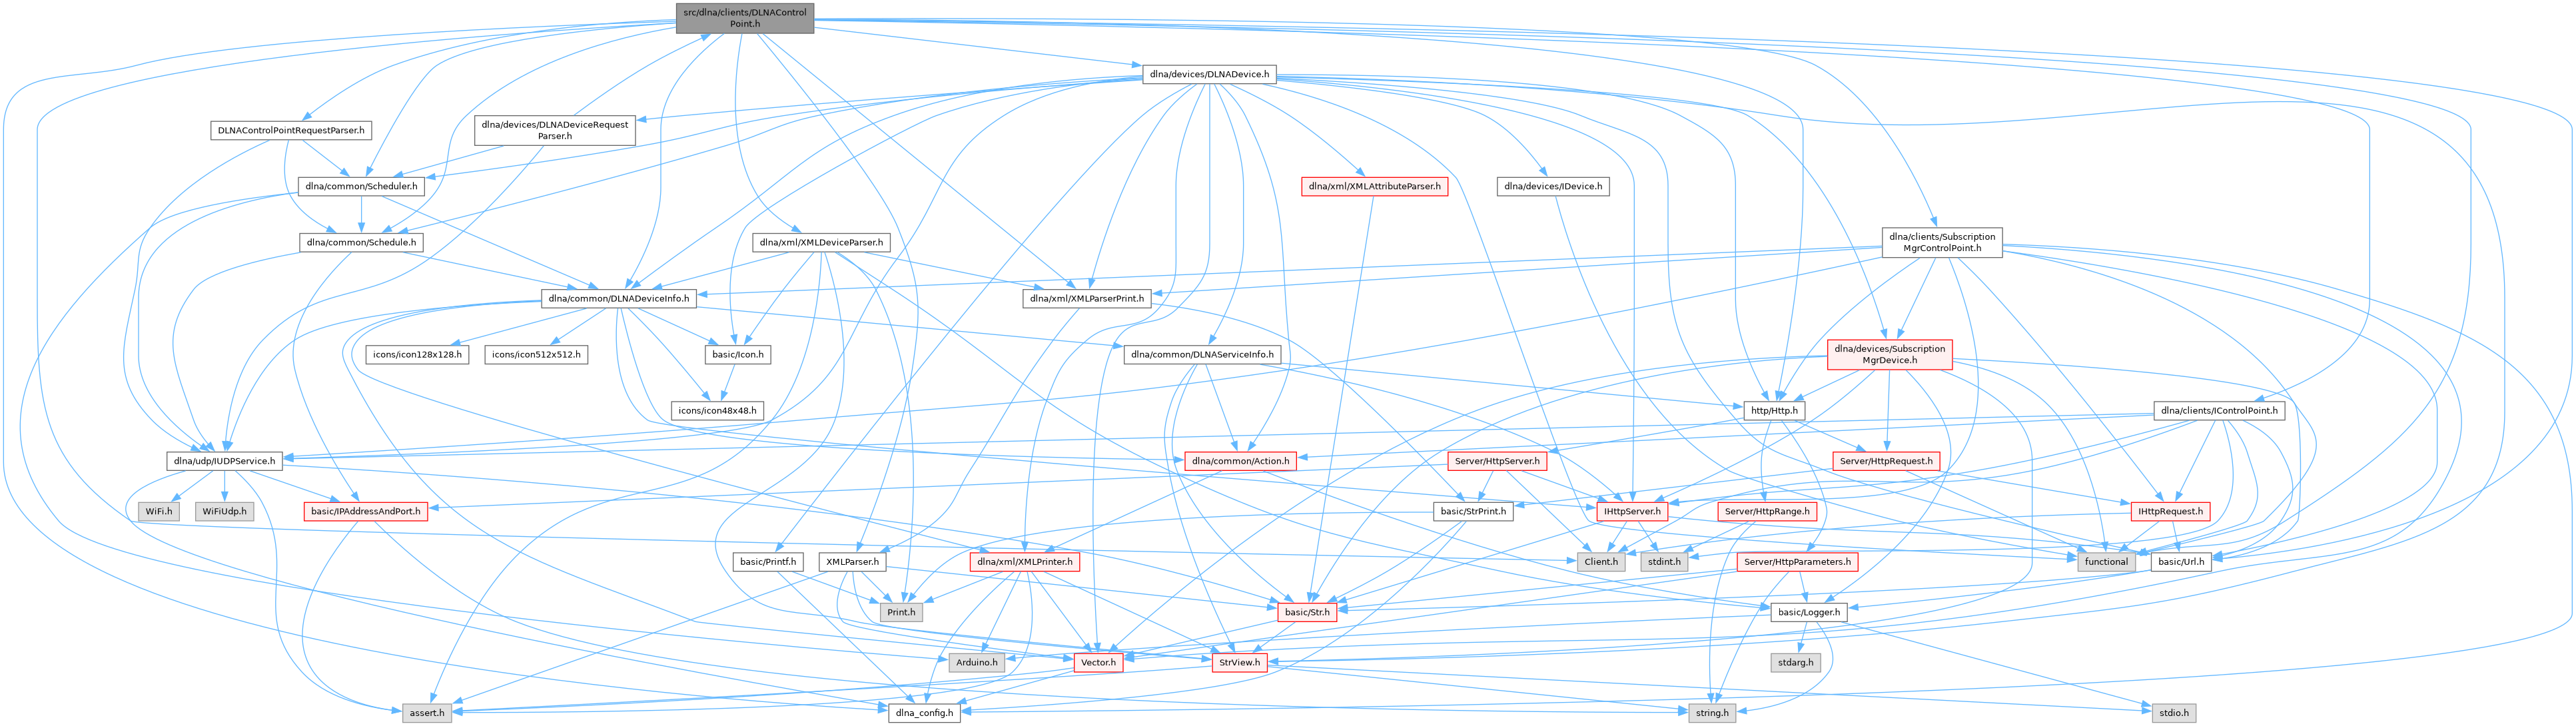 src/dlna/clients/DLNAControl
Point.h
dlna/devices/DLNADevice.h
DLNAControlPointRequestParser.h
dlna/devices/DLNADeviceRequest
Parser.h
dlna/common/Scheduler.h
dlna/xml/XMLAttributeParser.h
dlna/devices/IDevice.h
dlna/common/Schedule.h
dlna/xml/XMLDeviceParser.h
dlna/clients/Subscription
MgrControlPoint.h
dlna/common/DLNADeviceInfo.h
dlna/xml/XMLParserPrint.h
icons/icon128x128.h
icons/icon512x512.h
basic/Icon.h
dlna/common/DLNAServiceInfo.h
dlna/devices/Subscription
MgrDevice.h
icons/icon48x48.h
http/Http.h
dlna/clients/IControlPoint.h
dlna/udp/IUDPService.h
dlna/common/Action.h
Server/HttpServer.h
Server/HttpRequest.h
WiFi.h
WiFiUdp.h
basic/IPAddressAndPort.h
basic/StrPrint.h
IHttpServer.h
Server/HttpRange.h
IHttpRequest.h
basic/Printf.h
XMLParser.h
dlna/xml/XMLPrinter.h
Client.h
stdint.h
Server/HttpParameters.h
functional
basic/Url.h
Print.h
basic/Str.h
basic/Logger.h
Arduino.h
Vector.h
StrView.h
stdarg.h
assert.h
dlna_config.h
string.h
stdio.h